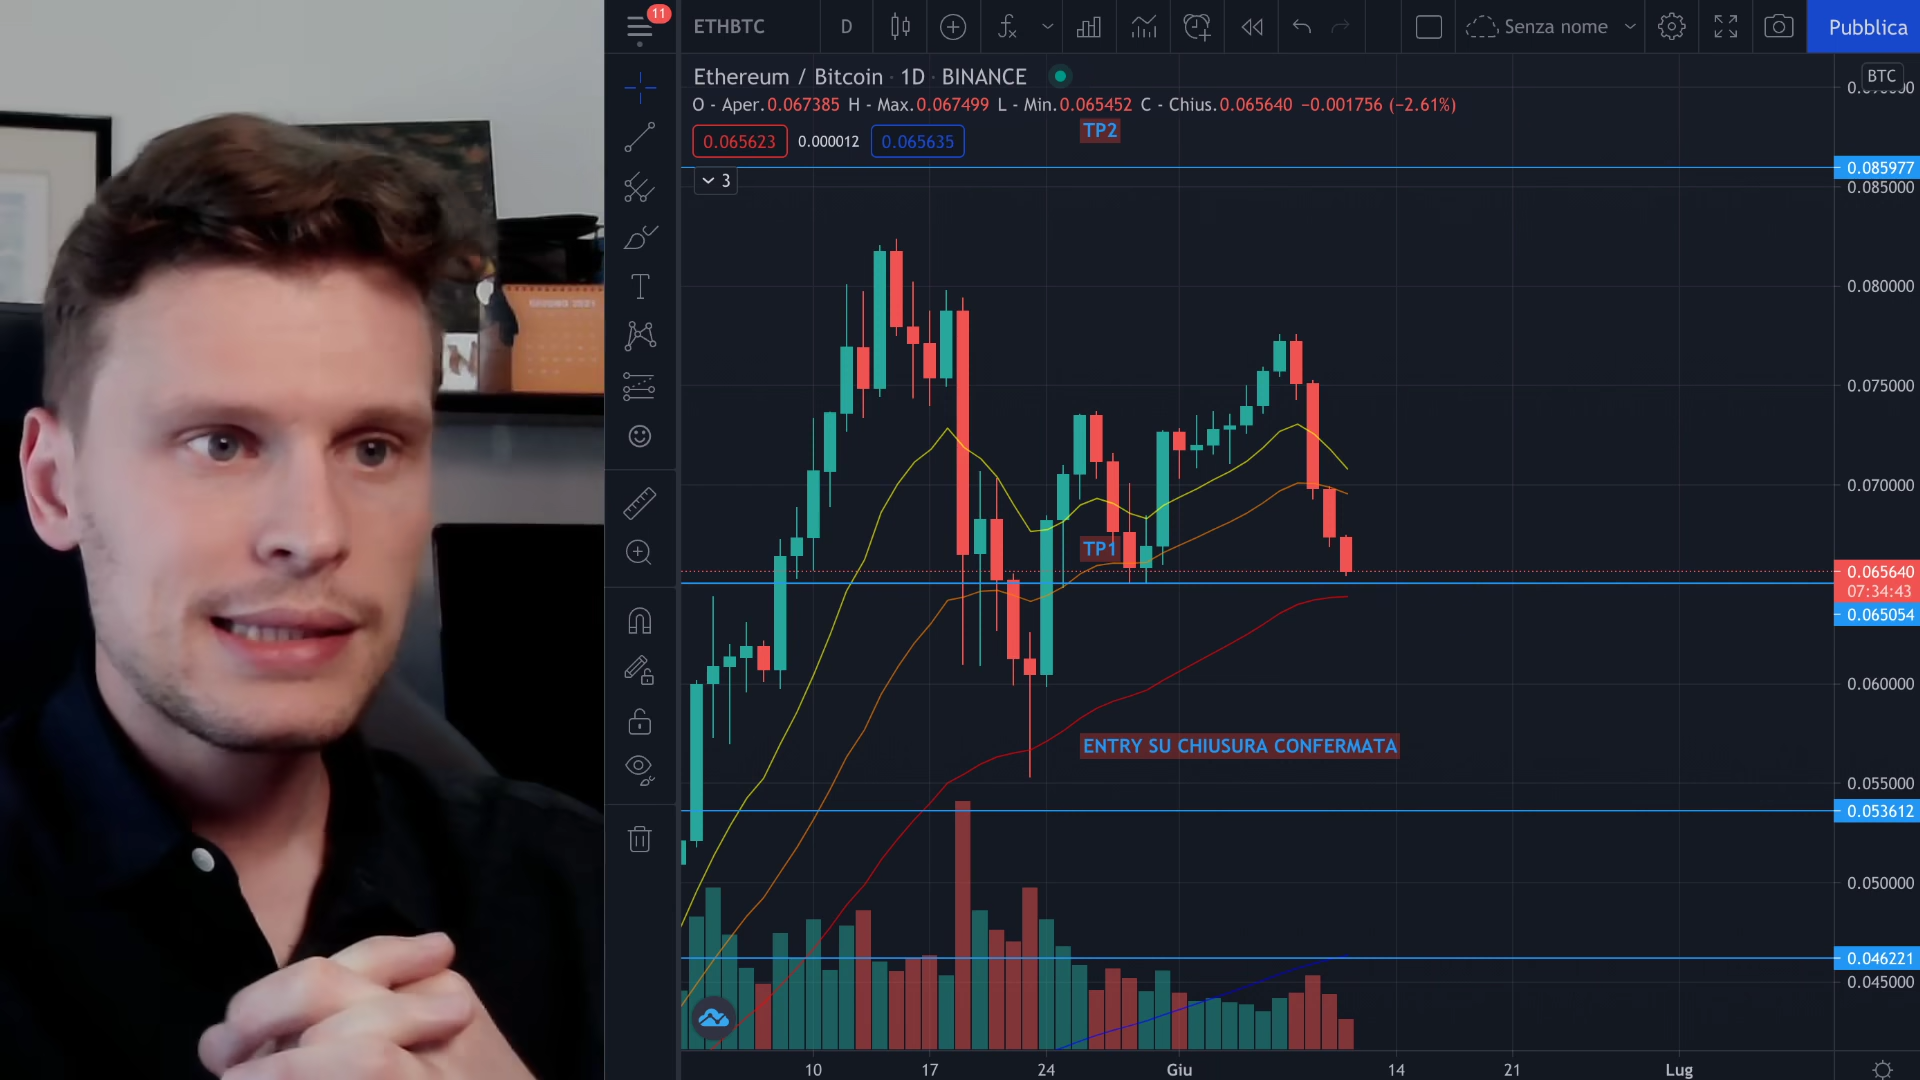 11
ETHBTC
D
Senza nome
Pubblica
Ethereum / Bitcoin · 1D · BINANCE
O - Aper.0.067385 H - Max.0.067499 L - Min.0.065452 C - Chius.0.065640 −0.001756 (−2.61%)
0.065623
0.000012
0.065635
3
BTC
TP2
0.085977
0.085000
0.080000
0.075000
0.070000
TP1
0.065640
07:34:43
0.065054
0.060000
ENTRY SU CHIUSURA CONFERMATA
0.055000
0.053612
0.050000
0.046221
0.045000
10
17
24
Giu
14
21
Lug